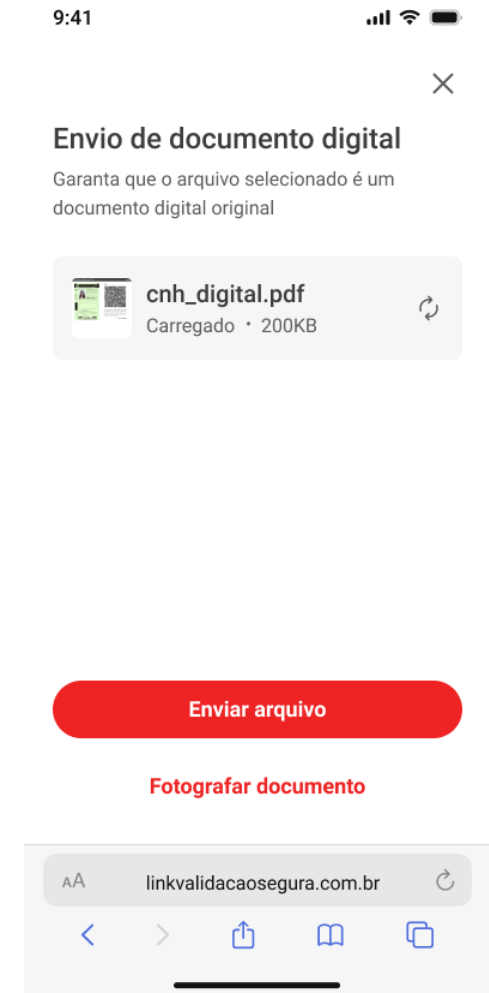 9:41
Envio de documento digital
Garanta que o arquivo selecionado é um
documento digital original
cnh_digital.pdf
Carregado • 200KB
Enviar arquivo
Fotografar documento
AA linkvalidacaosegura.com.br